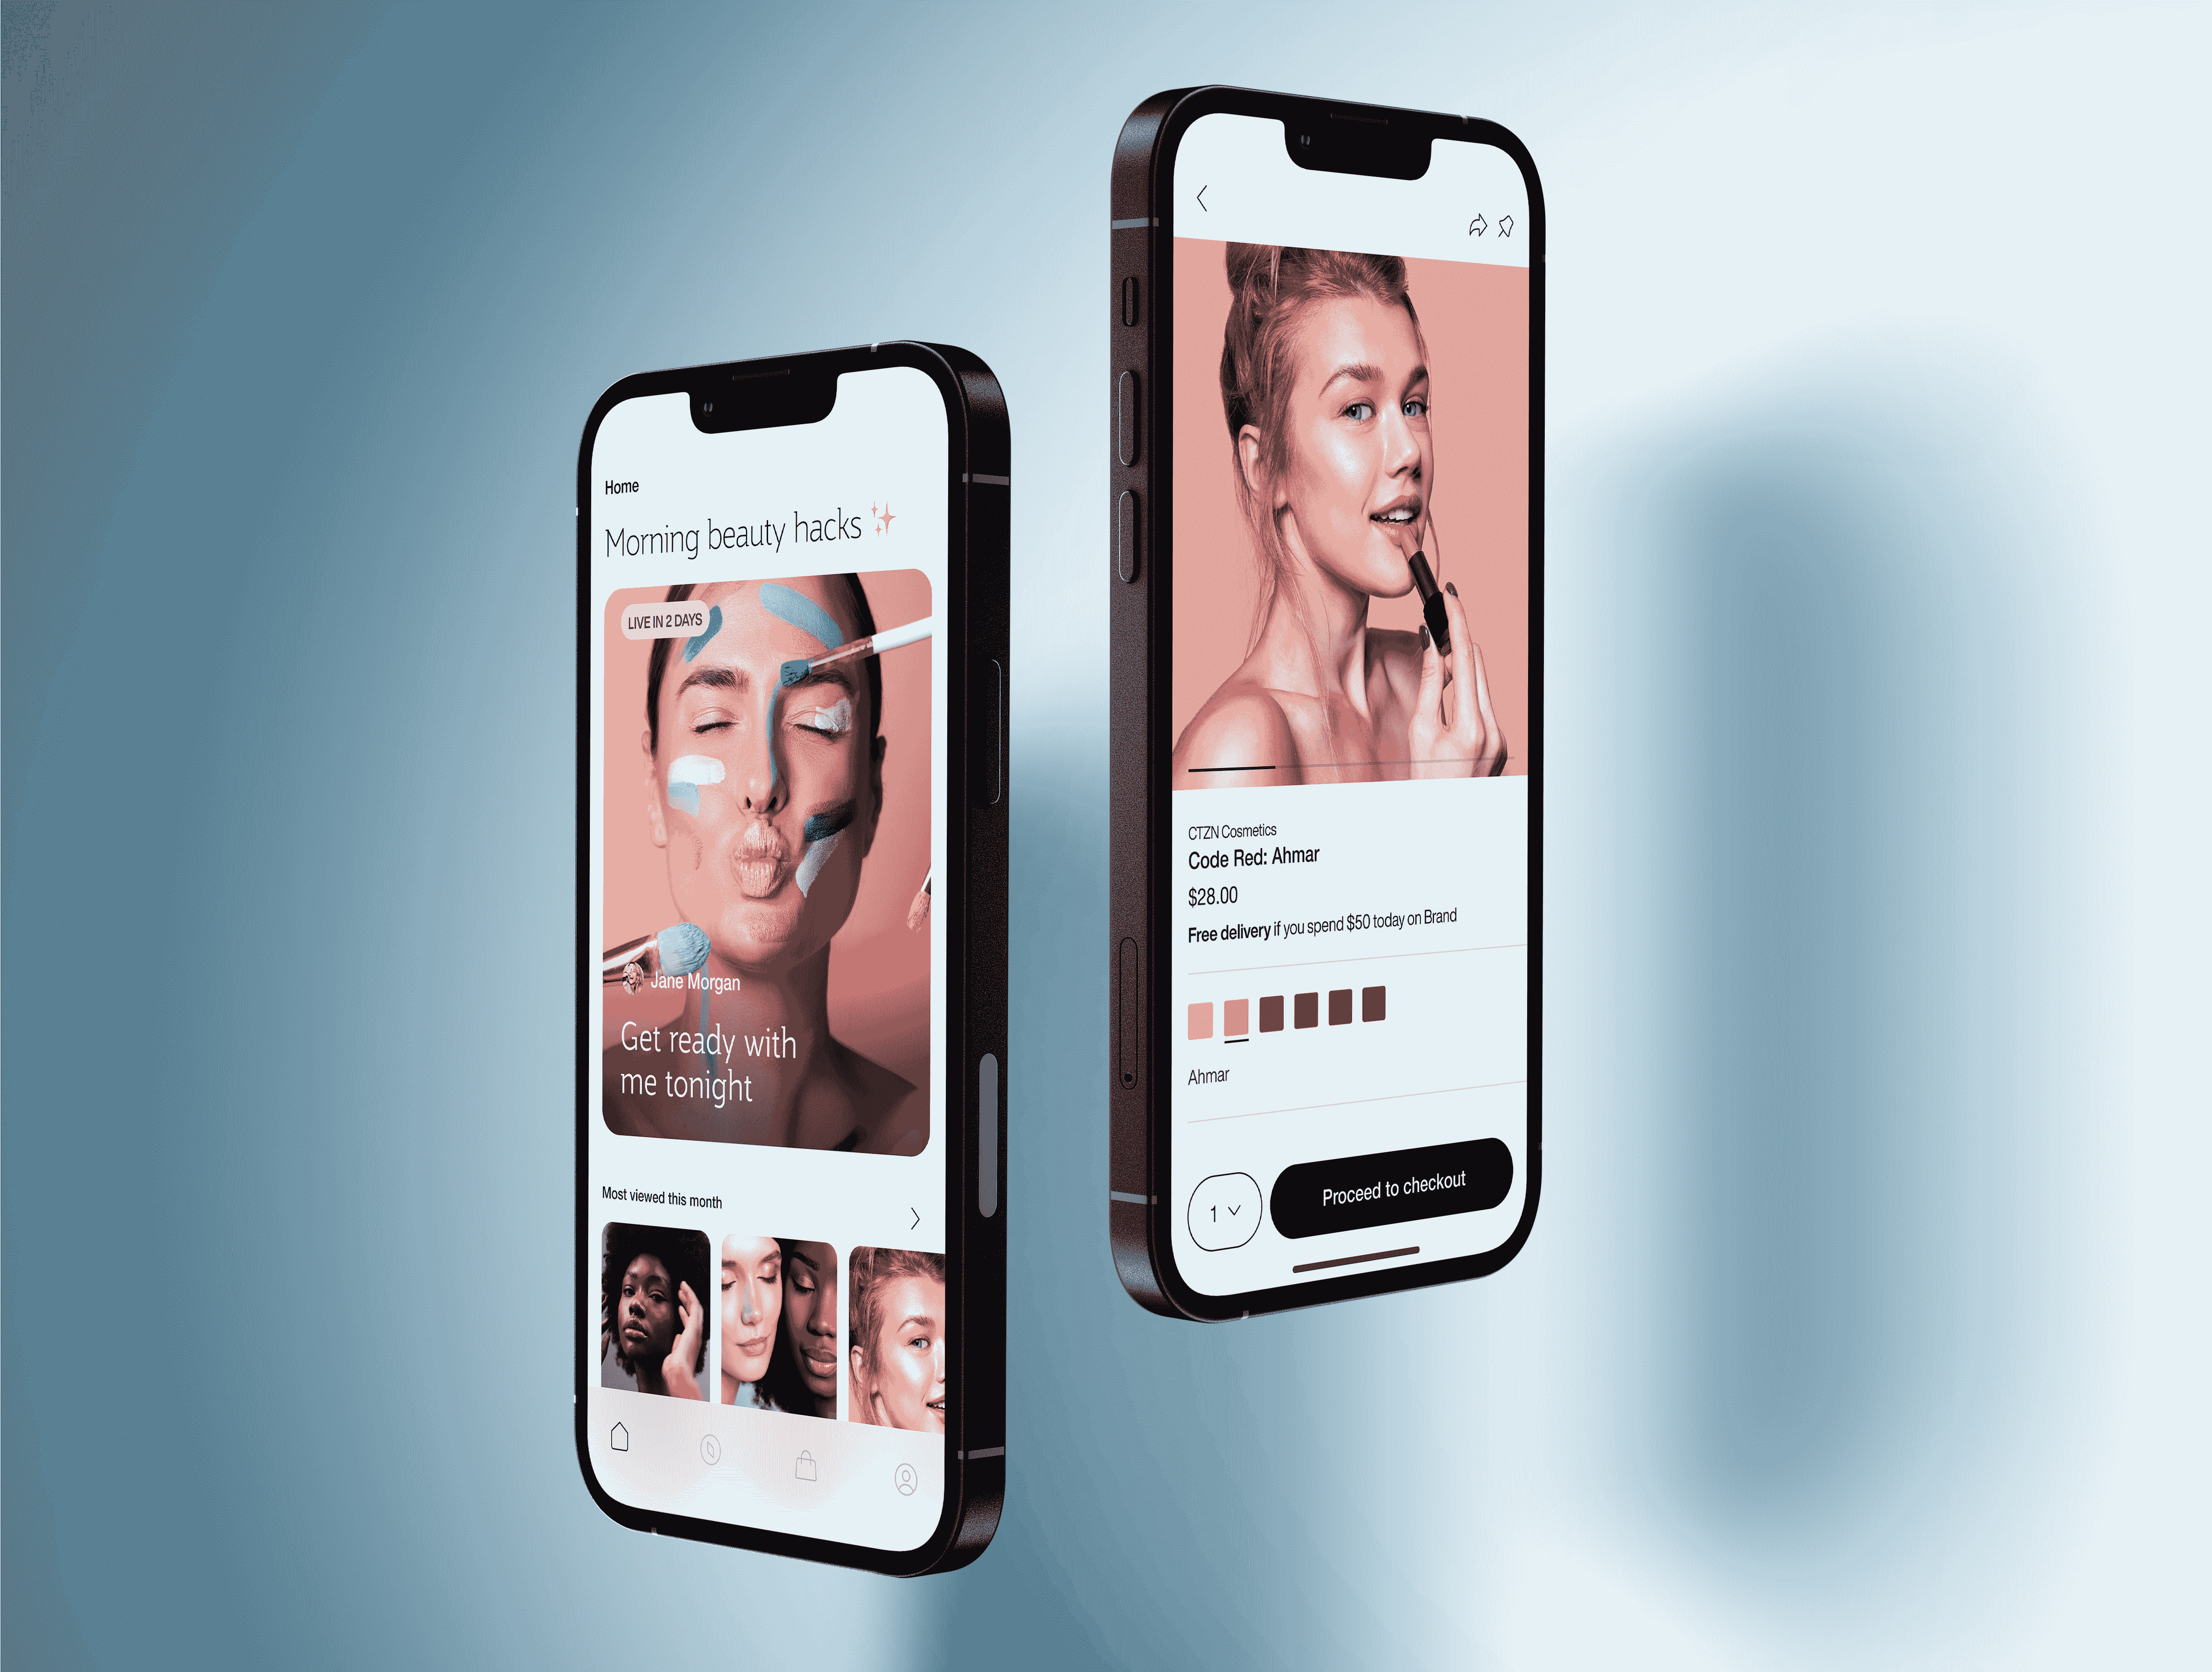 Home
Morning beauty hacks
LIVE IN 2 DAYS
Jane Morgan
Get ready with
me tonight
Most viewed this month
CTZN Cosmetics
Code Red: Ahmar
$28.00
Free delivery if you spend $50 today on Brand
Ahmar
1
Proceed to checkout